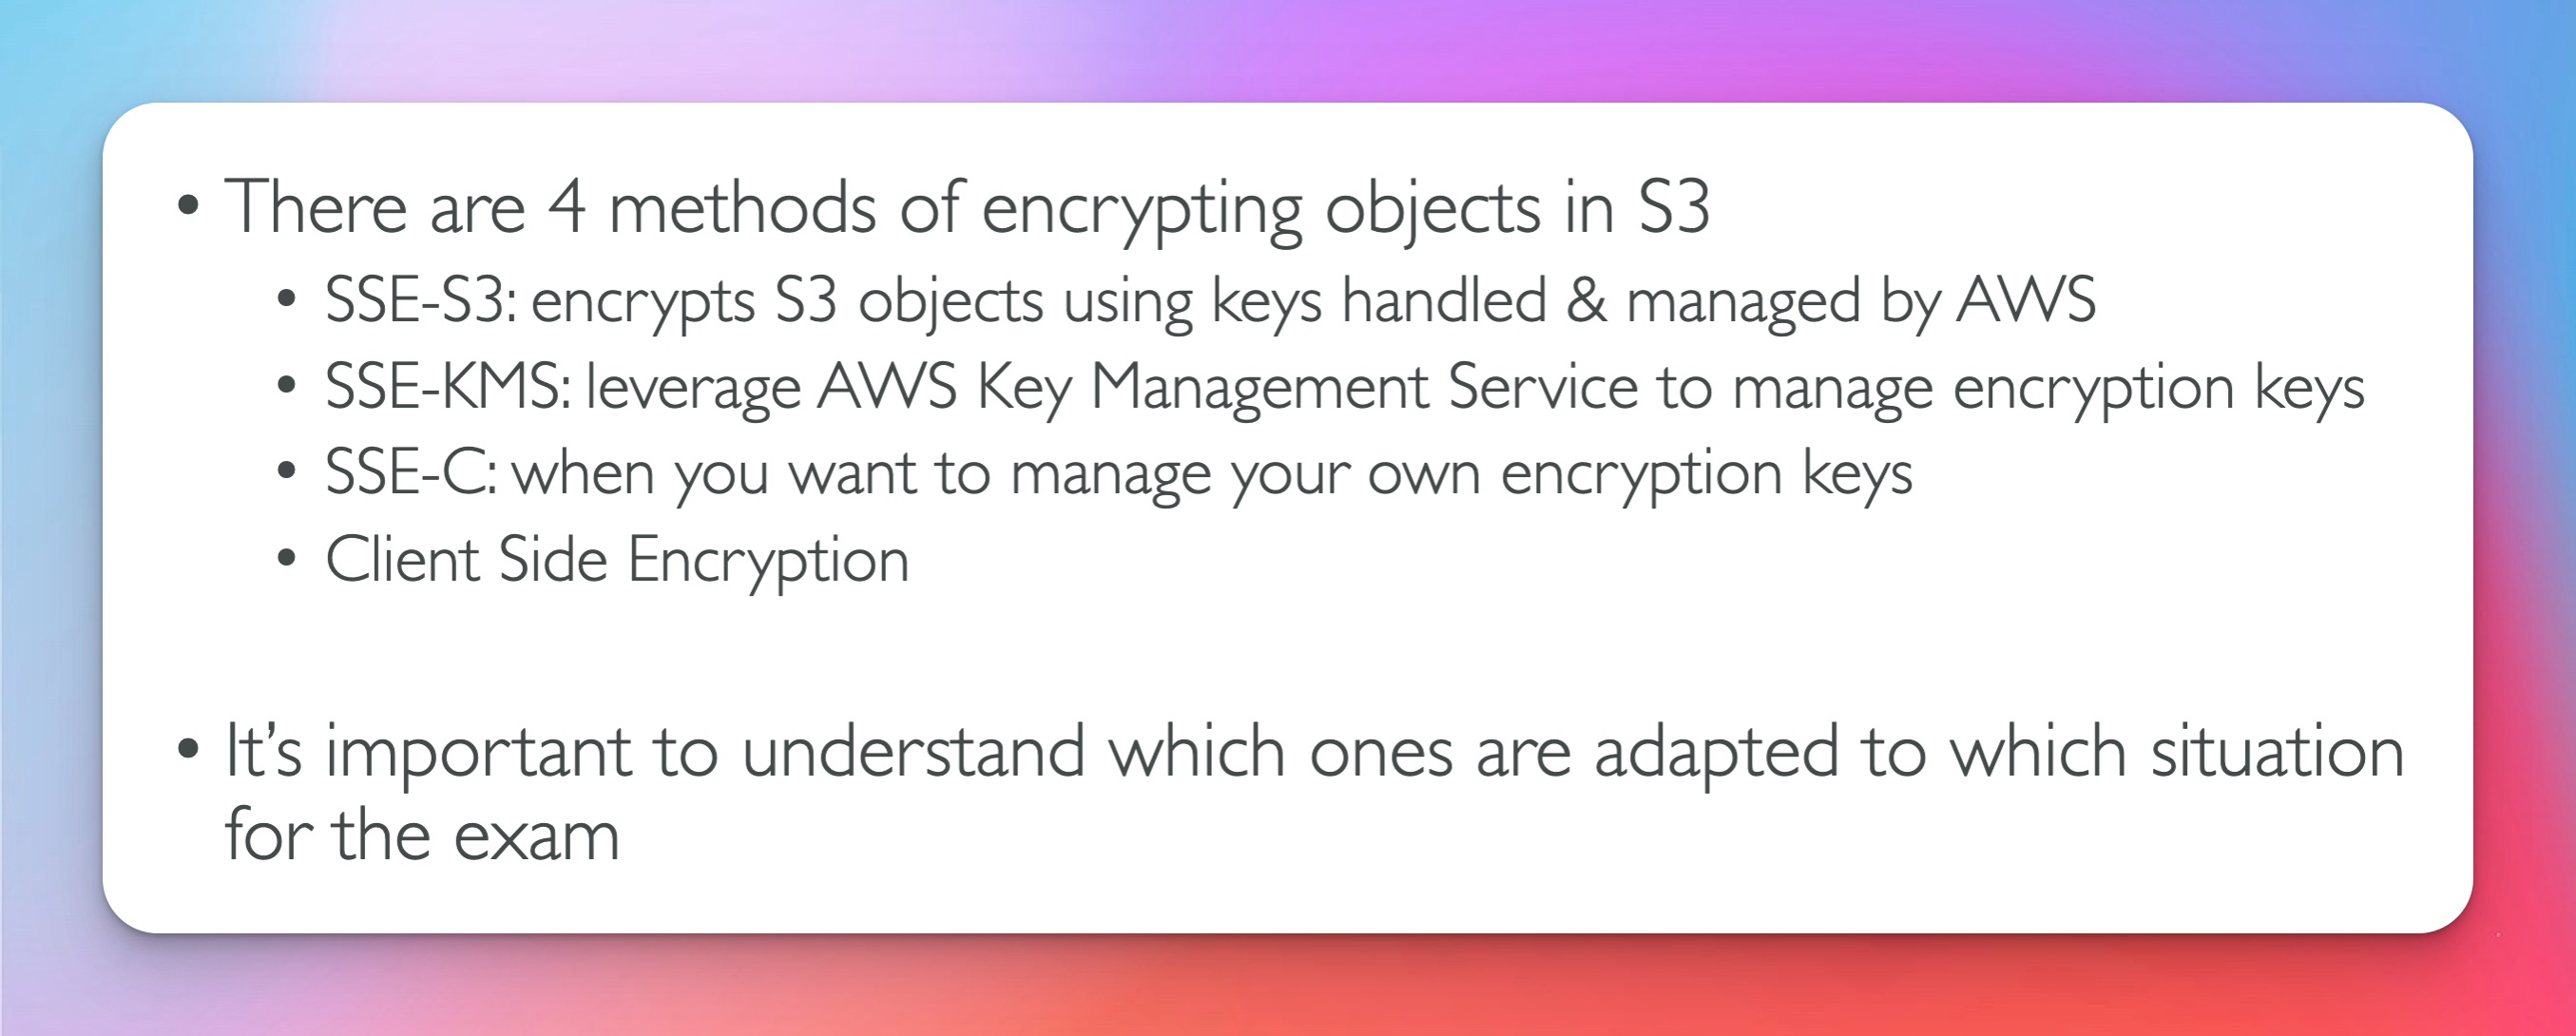 • There are 4 methods of encrypting objects in S3
• SSE-S3: encrypts S3 objects using keys handled & managed by AWS
• SSE-KMS: leverage AWS Key Management Service to manage encryption keys
• SSE-C: when you want to manage your own encryption keys
• Client Side Encryption
• It’s important to understand which ones are adapted to which situation
for the exam